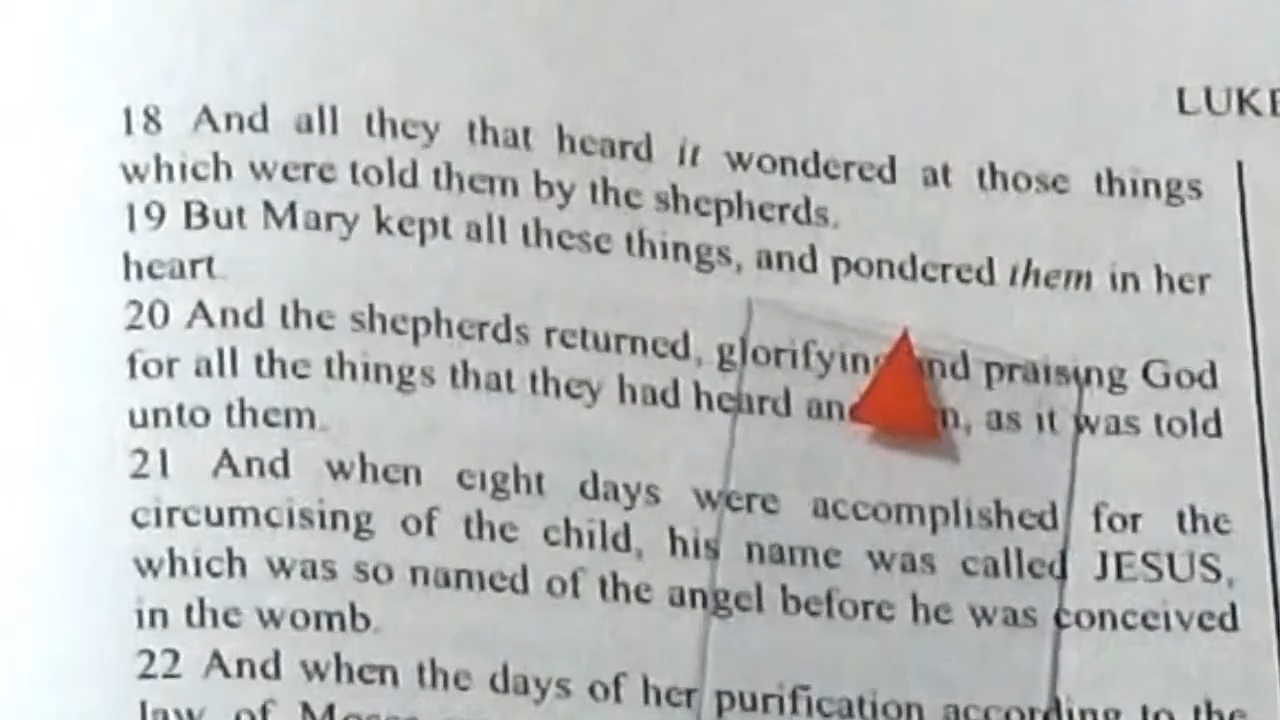 LUKE
18 And all they that heard it wondered at those things
which were told them by the shepherds.
19 But Mary kept all these things, and pondered them in her
heart.
20 And the shepherds returned, glorifying and praising God
for all the things that they had heard and as it was told
unto them.
21 And when eight days were accomplished for the
circumcising of the child, his name was called JESUS,
which was so named of the angel before he was conceived
in the womb.
22 And when the days of her purification according to the
law of